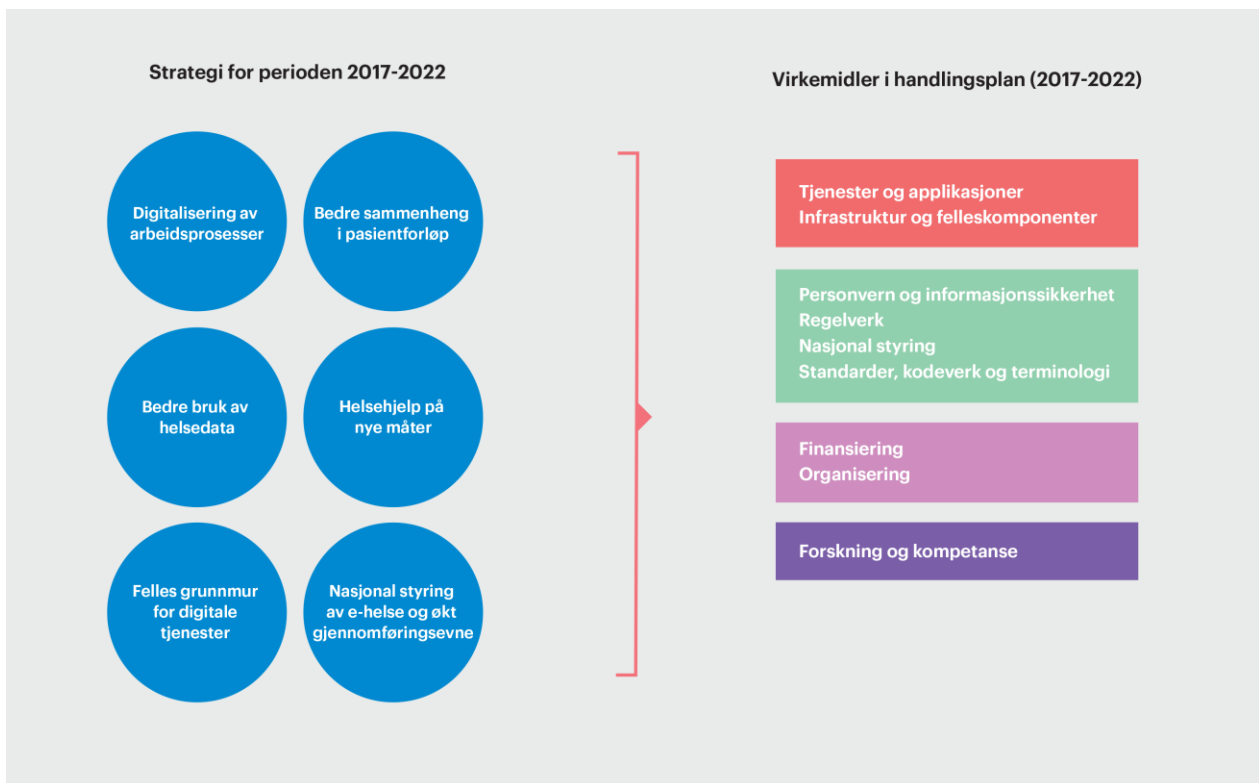 Strategi for perioden 2017-2022
Digitalisering av
arbeidsprosesser
Bedre sammenheng
i pasientforløp
Bedre bruk av
helsedata
Helsehjelp på
nye måter
Felles grunnmur
for digitale
tjenester
Nasjonal styring
av e-helse og økt
gjennomføringsevne
Virkemidler i handlingsplan (2017-2022)
Tjenester og applikasjoner
Infrastruktur og felleskomponenter
Personvern og informasjonssikkerhet
Regelverk
Nasjonal styring
Standarder, kodeverk og terminologi
Finansiering
Organisering
Forskning og kompetanse